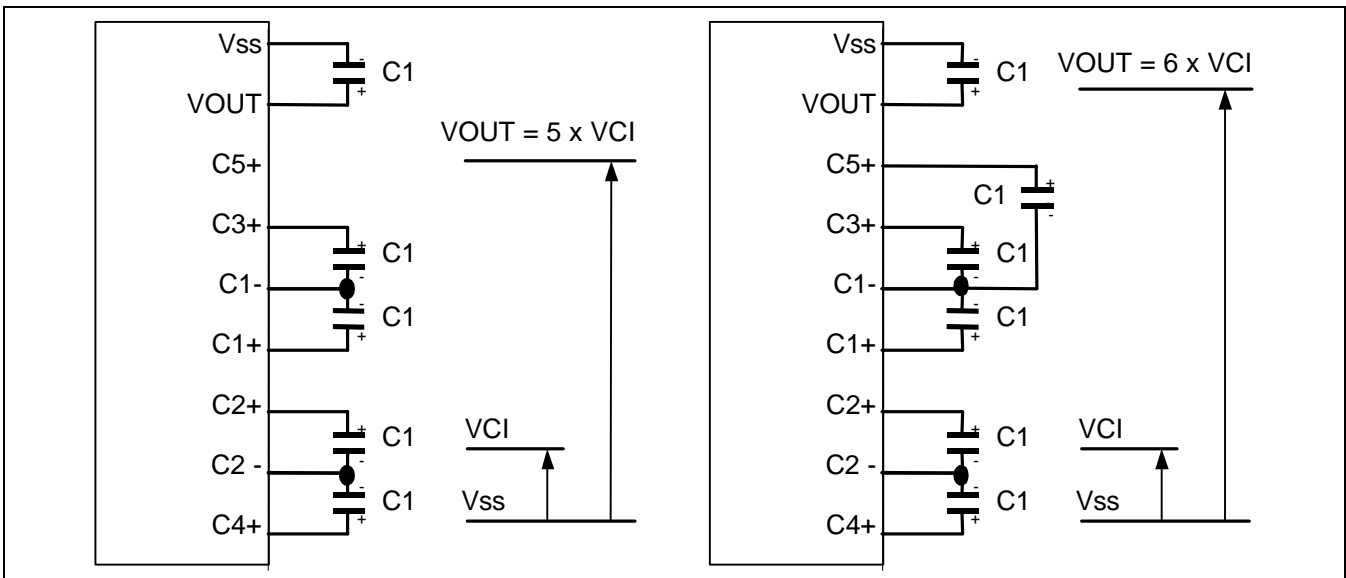 Vss
C1
VOUT
VOUT = 5 x VCI
C5+
C3+
C1
C1-
C1
C1+
C2+
C1
VCI
C2 -
C1
Vss
C4+
Vss
C1
VOUT = 6 x VCI
VOUT
C5+
C1
C3+
C1
C1-
C1
C1+
C2+
C1
VCI
C2 -
C1
Vss
C4+